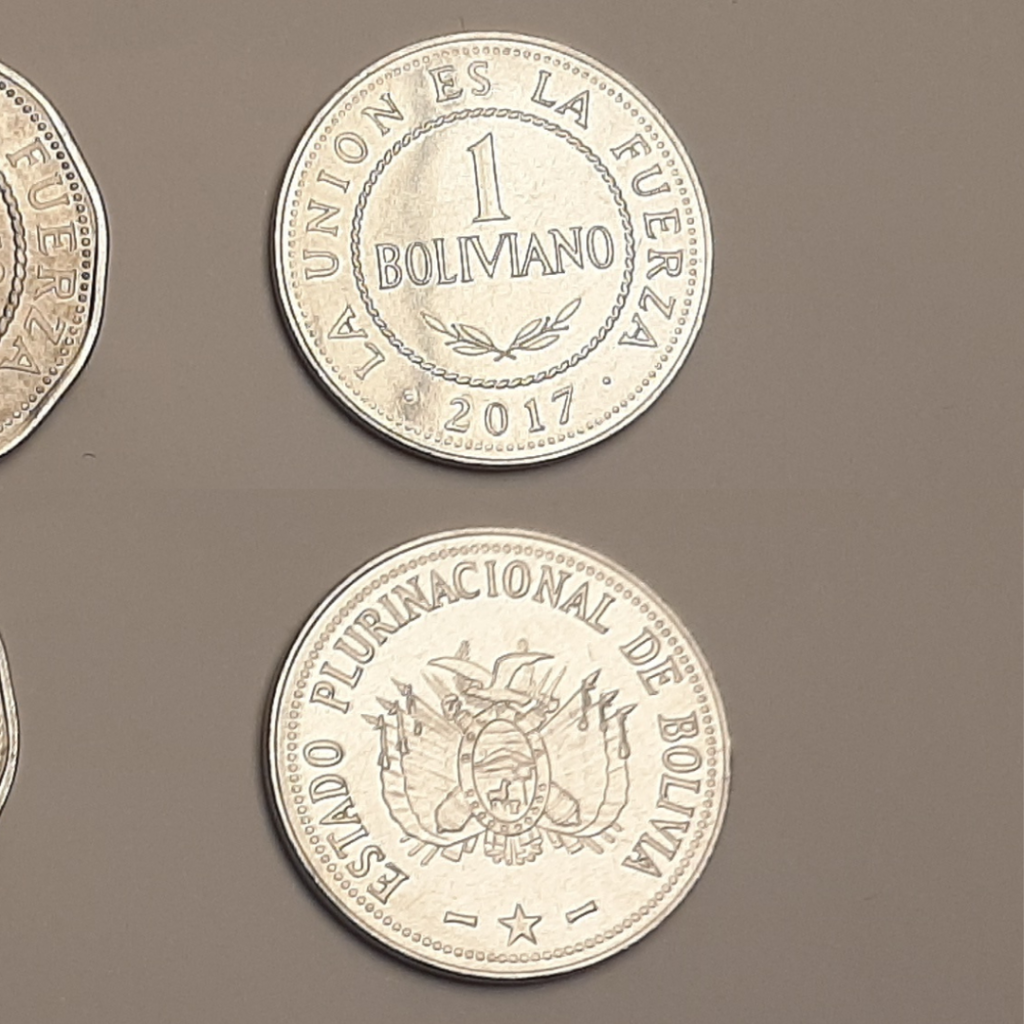 FUERZA
LA UNION ES LA FUERZA
1
BOLIVIANO
2017
ESTADO PLURINACIONAL DE BOLIVIA